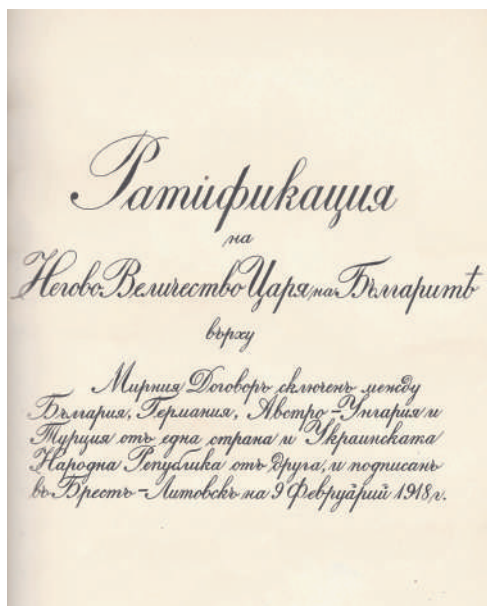 Ратификация
на
Негово Величество Царя на Българитѣ
върху
Мирния Договоръ сключенъ между
България, Германия, Австро-Унгария и
Турция отъ една страна и Украинската
Народна Република отъ друга, и подписанъ
въ Брестъ-Литовскъ на 9 Февруарий 1918 г.